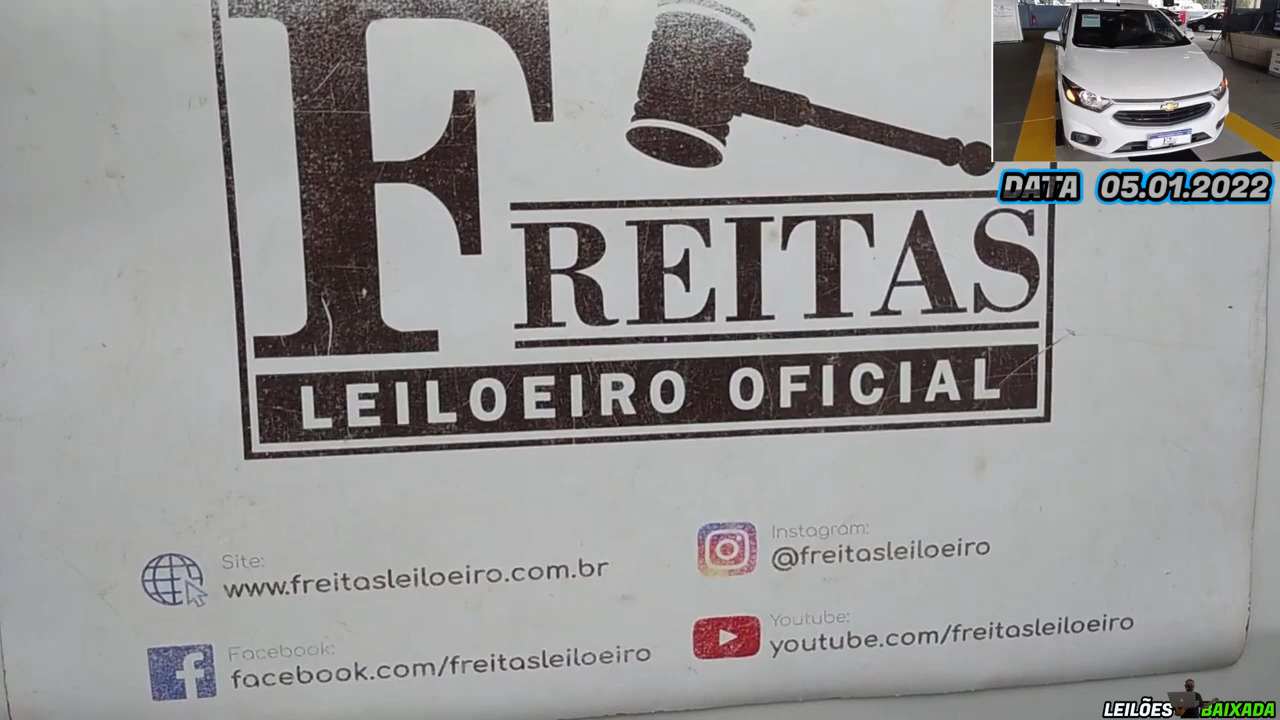 FREITAS
LEILOEIRO OFICIAL
DATA 05.01.2022
Site:
www.freitasleiloeiro.com.br
Instagram:
@freitasleiloeiro
Facebook:
facebook.com/freitasleiloeiro
Youtube:
youtube.com/freitasleiloeiro
LEILÕES BAIXADA